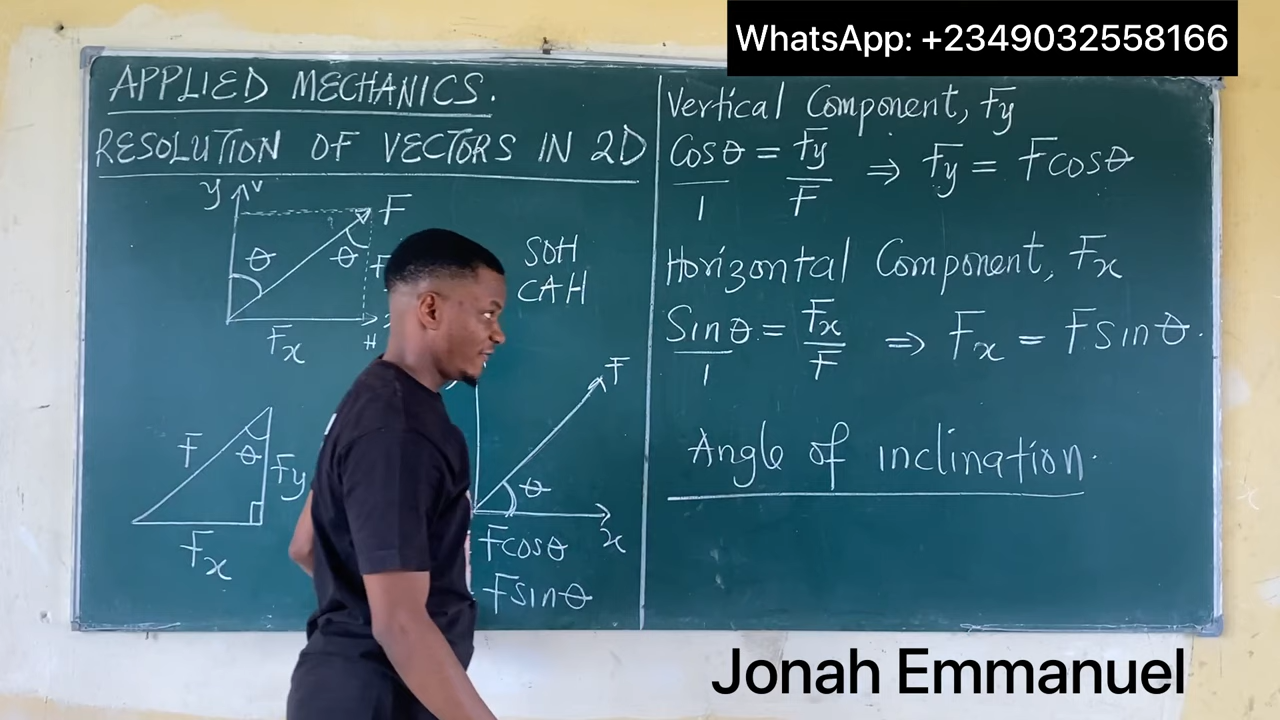 WhatsApp: +2349032558166
APPLIED MECHANICS.
RESOLUTION OF VECTORS IN 2D
y v
F
θ
θ
F
Fx
H
SOH
CAH
F
θ
Fy
Fx
F
θ
x
Fcosθ
Fsinθ
Vertical Component, Fy
Cosθ/1 = Fy/F ⇒ Fy = Fcosθ
Horizontal Component, Fx
Sinθ/1 = Fx/F ⇒ Fx = Fsinθ.
Angle of inclination.
Jonah Emmanuel